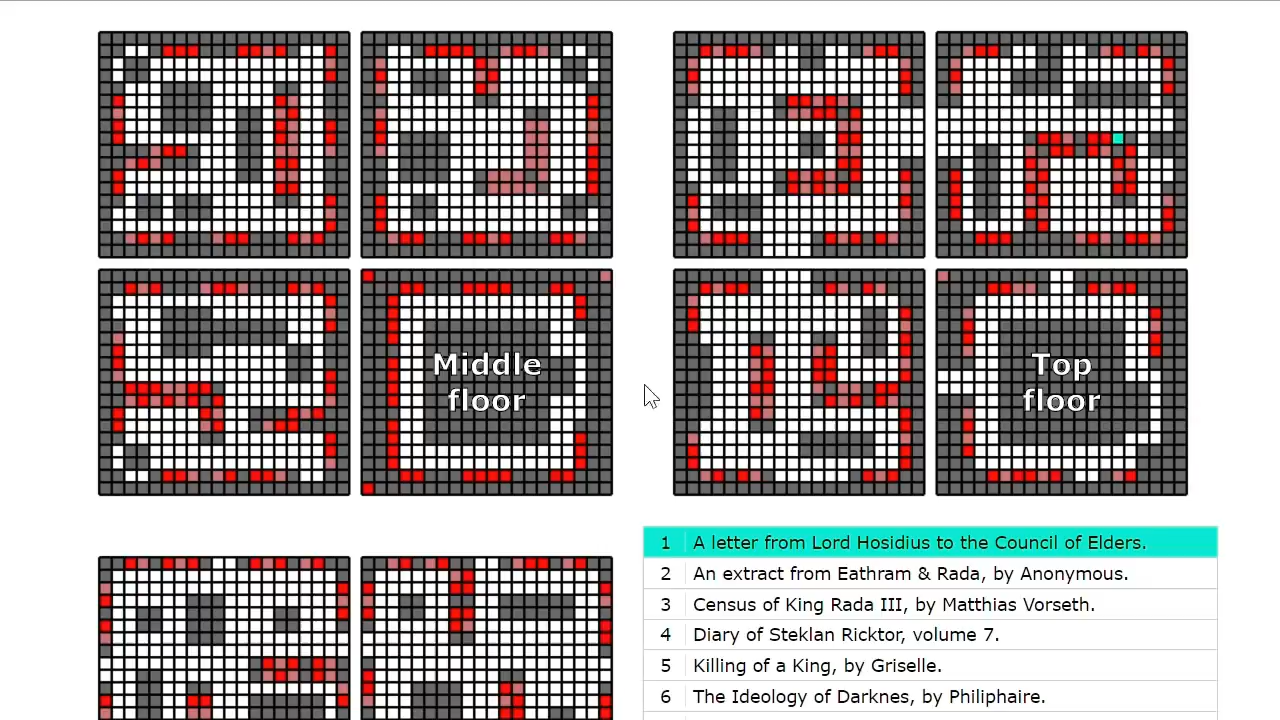 Middle
floor
Top
floor
1 A letter from Lord Hosidius to the Council of Elders.
2 An extract from Eathram & Rada, by Anonymous.
3 Census of King Rada III, by Matthias Vorseth.
4 Diary of Steklan Ricktor, volume 7.
5 Killing of a King, by Griselle.
6 The Ideology of Darknes, by Philiphaire.